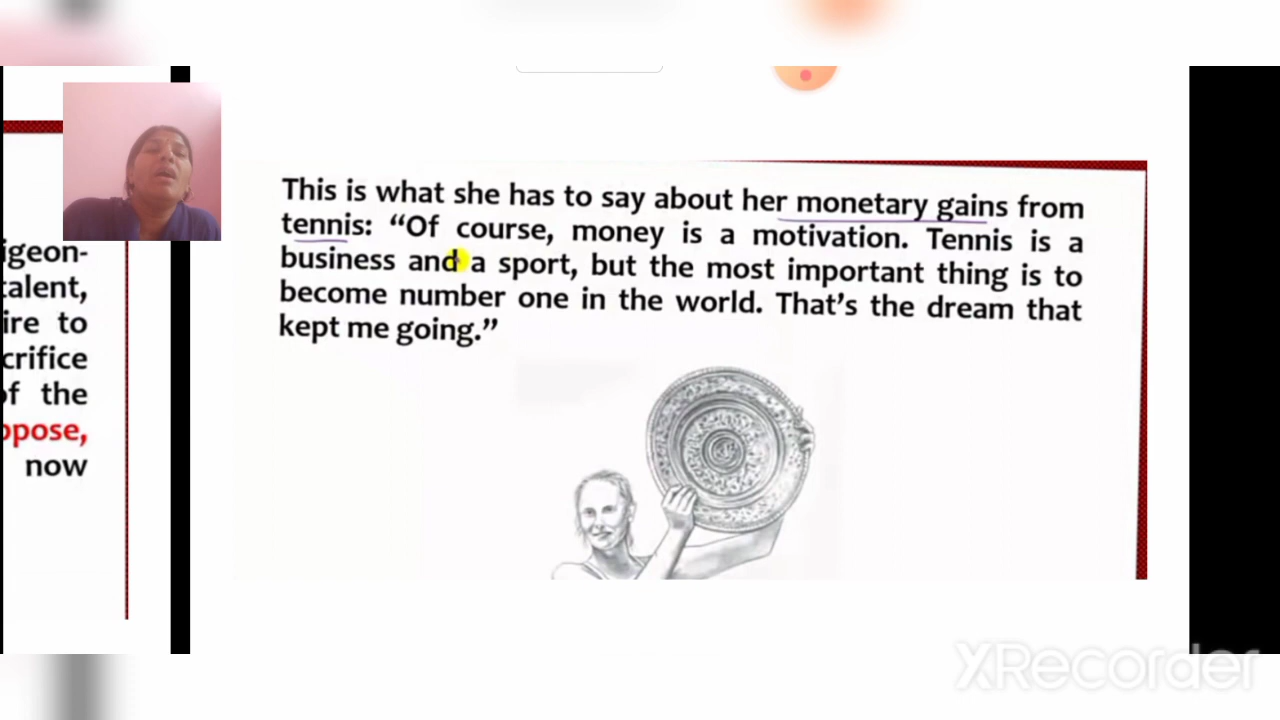 igeon-
talent,
ire to
crifice
of the
ppose,
now
This is what she has to say about her monetary gains from
tennis: “Of course, money is a motivation. Tennis is a
business and a sport, but the most important thing is to
become number one in the world. That’s the dream that
kept me going.”
XRecorder